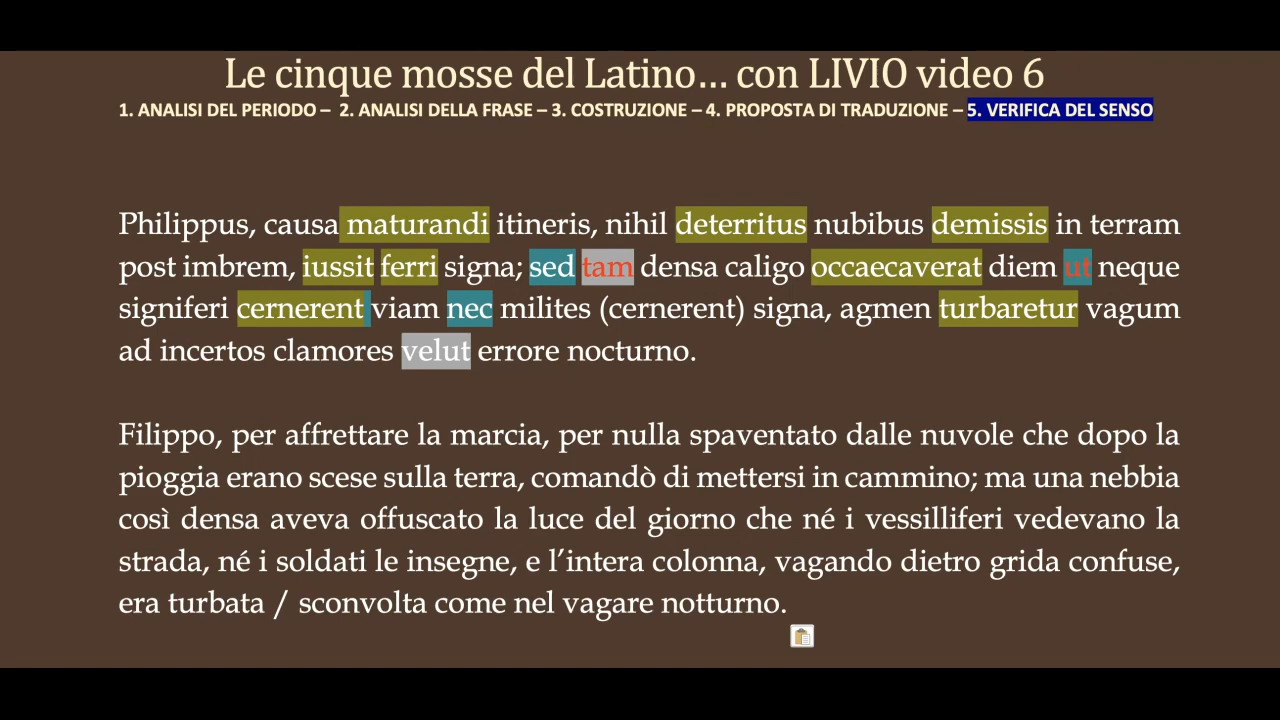 Le cinque mosse del Latino… con LIVIO video 6
1. ANALISI DEL PERIODO – 2. ANALISI DELLA FRASE – 3. COSTRUZIONE – 4. PROPOSTA DI TRADUZIONE – 5. VERIFICA DEL SENSO
Philippus, causa maturandi itineris, nihil deterritus nubibus demissis in terram
post imbrem, iussit ferri signa; sed tam densa caligo occaecaverat diem ut neque
signiferi cernerent viam nec milites (cernerent) signa, agmen turbaretur vagum
ad incertos clamores velut errore nocturno.
Filippo, per affrettare la marcia, per nulla spaventato dalle nuvole che dopo la
pioggia erano scese sulla terra, comandò di mettersi in cammino; ma una nebbia
così densa aveva offuscato la luce del giorno che né i vessilliferi vedevano la
strada, né i soldati le insegne, e l’intera colonna, vagando dietro grida confuse,
era turbata / sconvolta come nel vagare notturno.